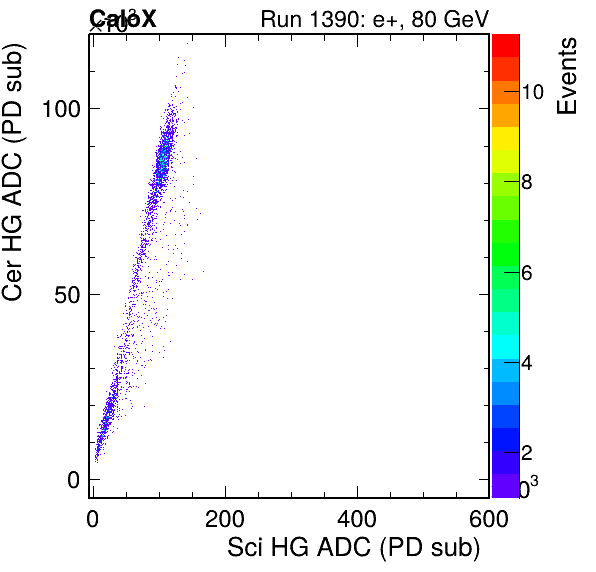 CaloX
×10³
Run 1390: e+, 80 GeV
Events
Cer HG ADC (PD sub)
100
50
0
10
8
6
4
2
0 200 400 600
Sci HG ADC (PD sub)